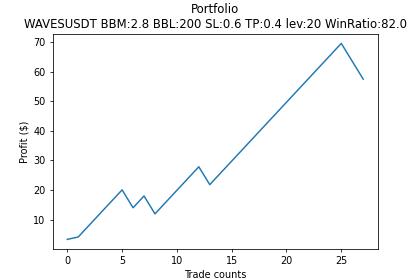 Portfolio
WAVESUSDT BBM:2.8 BBL:200 SL:0.6 TP:0.4 lev:20 WinRatio:82.0
70
60
50
40
30
20
10
Profit ($)
0 5 10 15 20 25
Trade counts